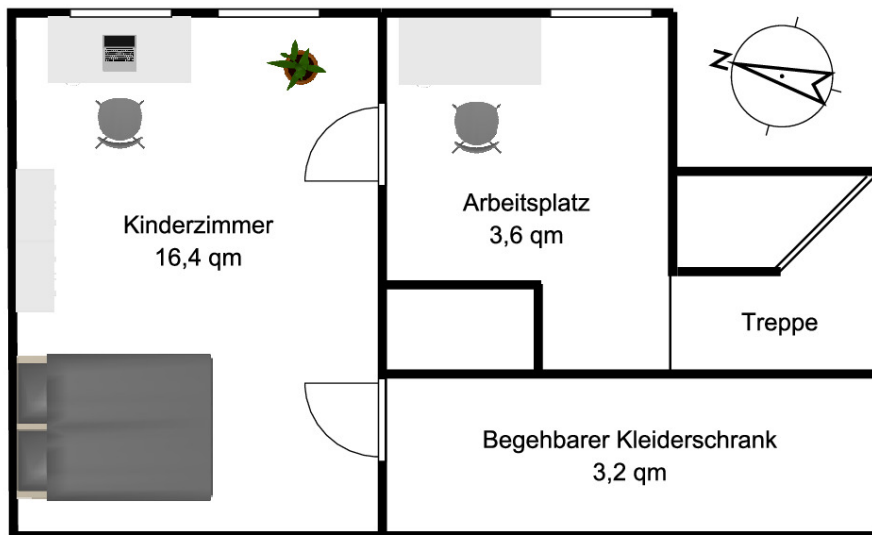 N
Arbeitsplatz
3,6 qm
Kinderzimmer
16,4 qm
Treppe
Begehbarer Kleiderschrank
3,2 qm